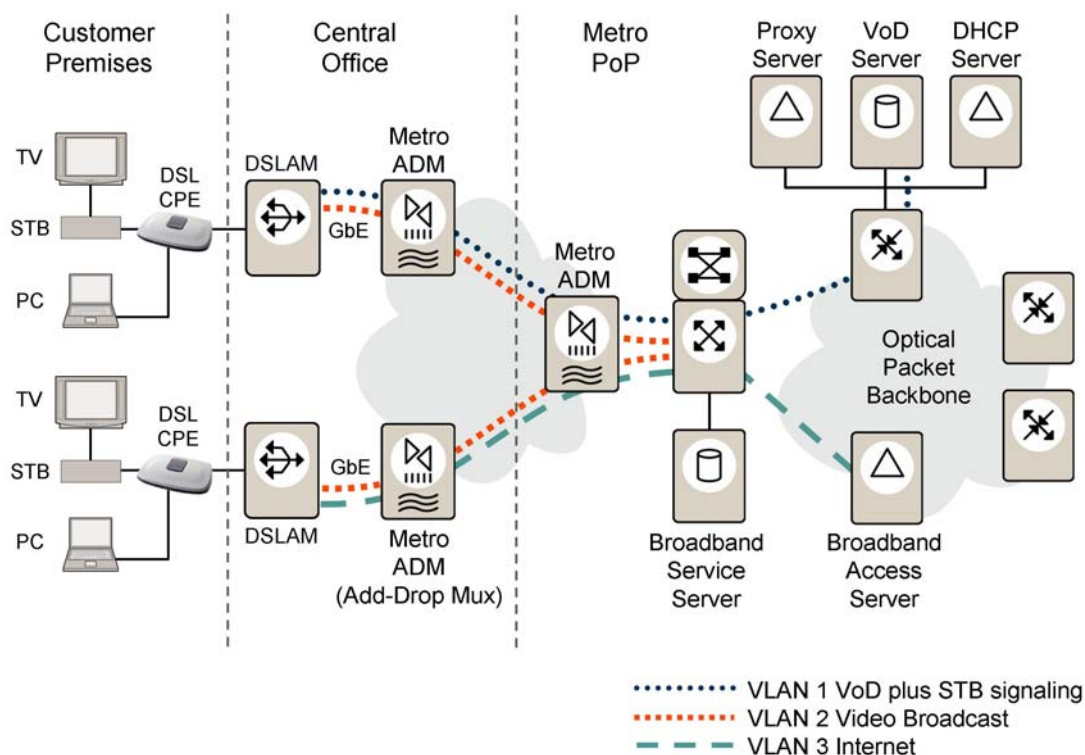 Customer
Premises
Central
Office
Metro
PoP
Proxy
Server
VoD
Server
DHCP
Server
TV
DSL
CPE
STB
PC
DSLAM
Metro
ADM
GbE
Metro
ADM
Optical
Packet
Backbone
TV
DSL
CPE
STB
PC
GbE
DSLAM
Metro
ADM
(Add-Drop Mux)
Broadband
Service
Server
Broadband
Access
Server
VLAN 1 VoD plus STB signaling
VLAN 2 Video Broadcast
VLAN 3 Internet